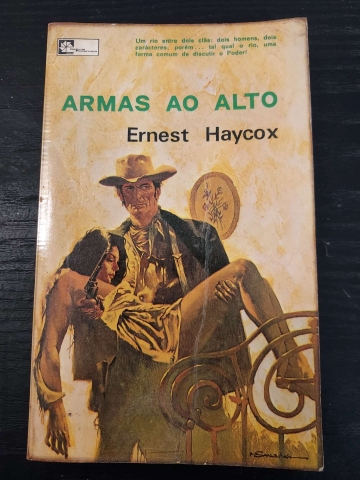 Um rio entre dois clãs: dois homens, dois
carácteres, porém... tal qual o rio, uma
forma comum de discutir o Poder!
ARMAS AO ALTO
Ernest Haycox